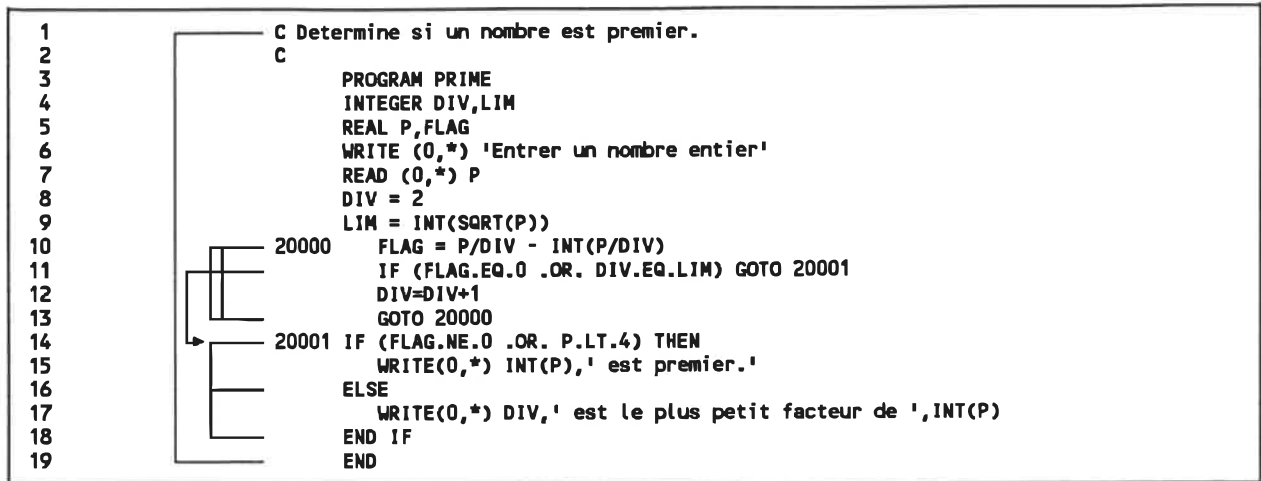 1 C Determine si un nombre est premier.
2 C
3 PROGRAM PRIME
4 INTEGER DIV,LIM
5 REAL P,FLAG
6 WRITE (0,*) 'Entrer un nombre entier'
7 READ (0,*) P
8 DIV = 2
9 LIM = INT(SQRT(P))
10 20000 FLAG = P/DIV - INT(P/DIV)
11 IF (FLAG.EQ.0 .OR. DIV.EQ.LIM) GOTO 20001
12 DIV=DIV+1
13 GOTO 20000
14 20001 IF (FLAG.NE.0 .OR. P.LT.4) THEN
15 WRITE(0,*) INT(P),' est premier.'
16 ELSE
17 WRITE(0,*) DIV,' est le plus petit facteur de ',INT(P)
18 END IF
19 END